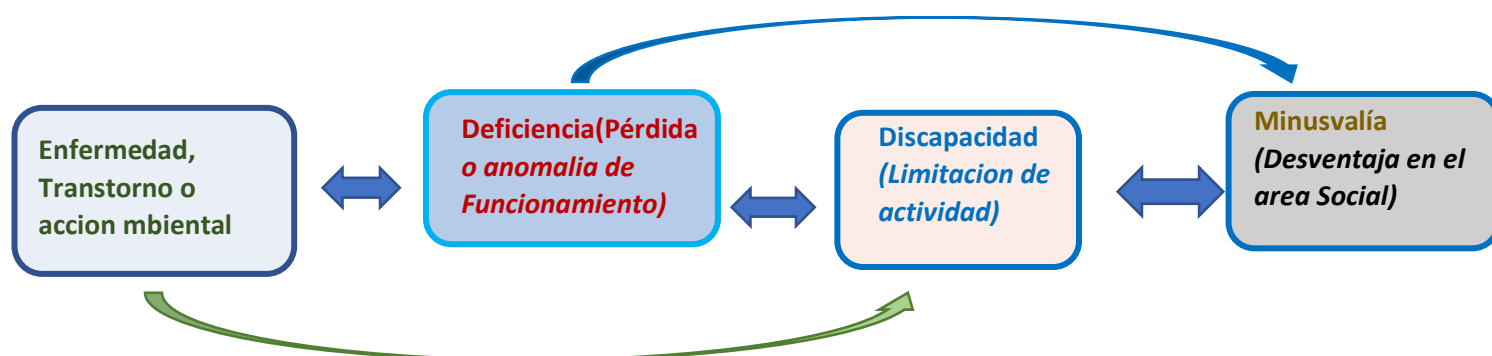 Enfermedad,
Transtorno o
accion mbiental
Deficiencia(Pérdida
o anomalia de
Funcionamiento)
Discapacidad
(Limitacion de
actividad)
Minusvalía
(Desventaja en el
area Social)